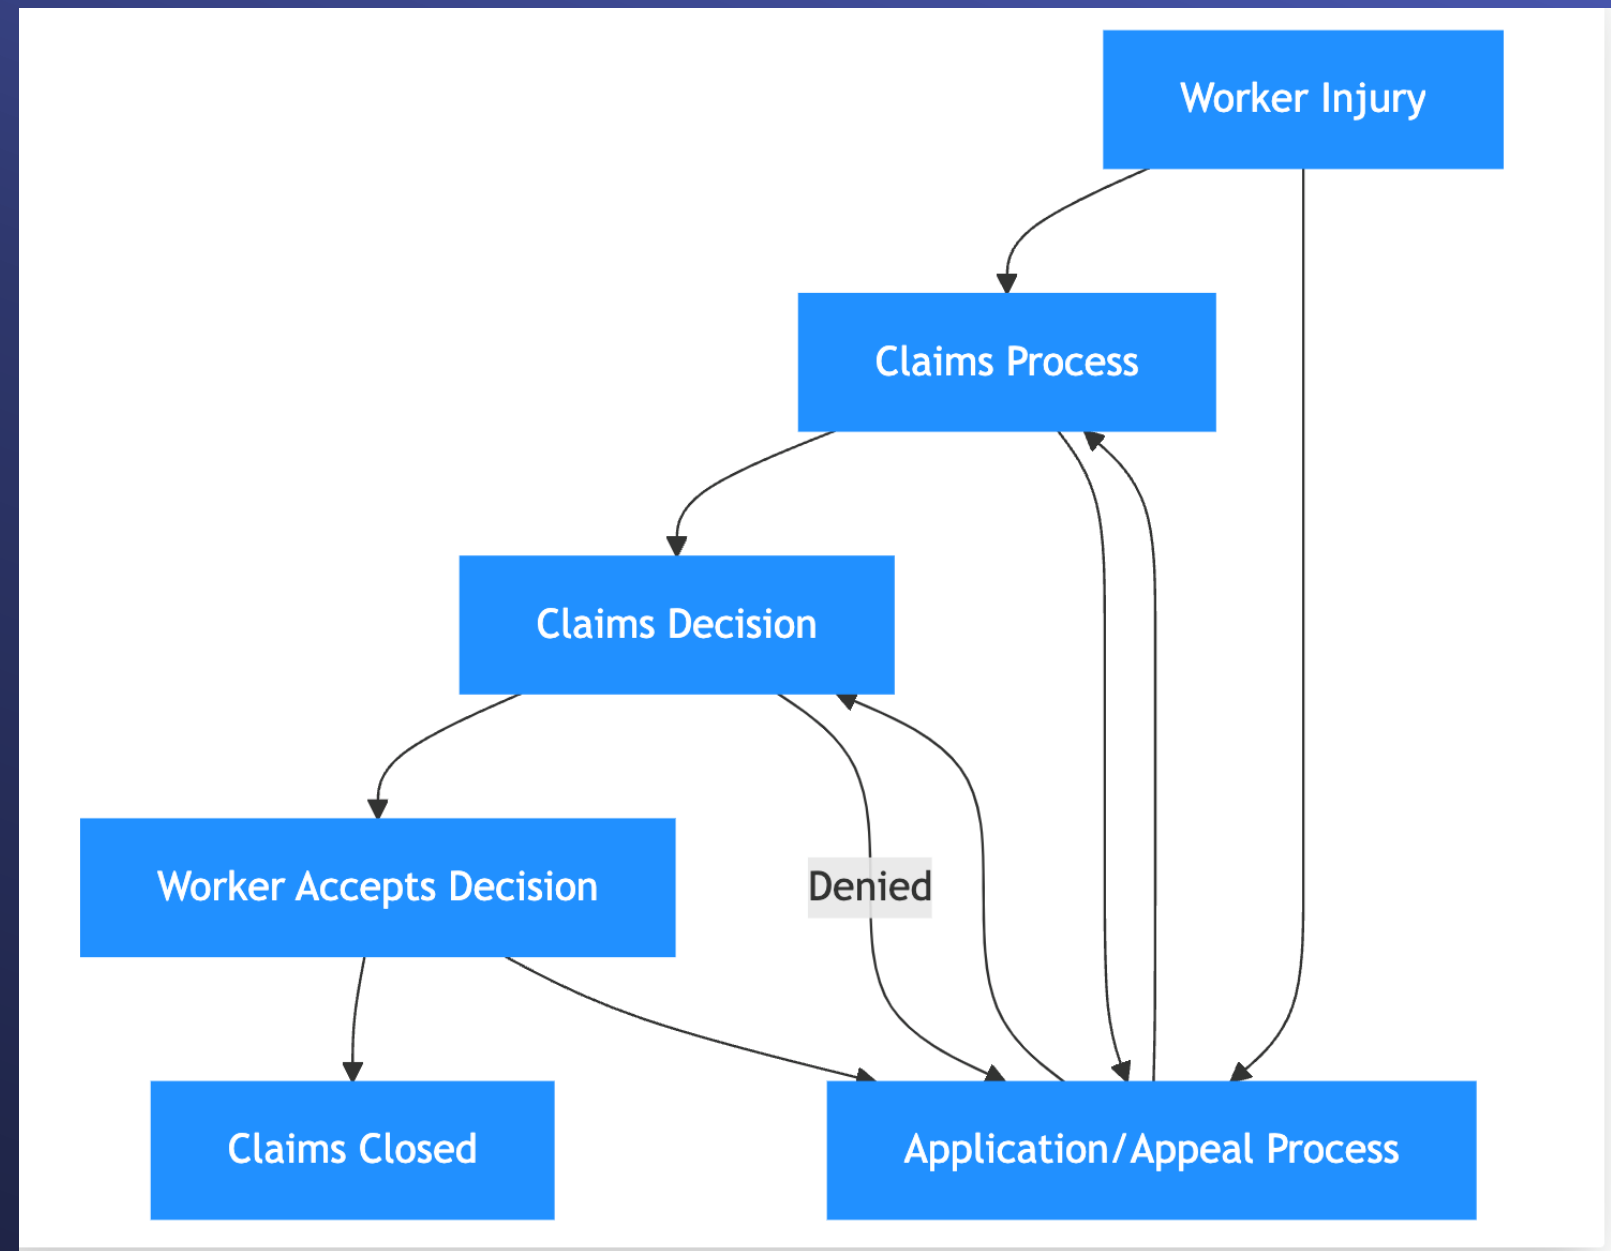 Worker Injury
Claims Process
Claims Decision
Worker Accepts Decision
Denied
Claims Closed
Application/Appeal Process